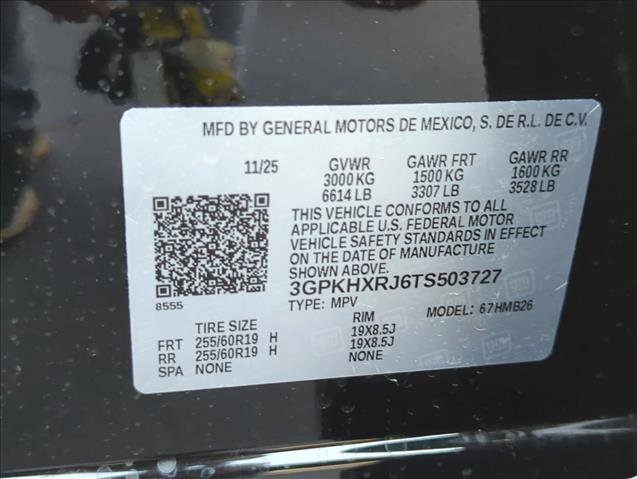 MFD BY GENERAL MOTORS DE MEXICO, S. DE R.L. DE C.V.
11/25 GVWR GAWR FRT GAWR RR
3000 KG 1500 KG 1600 KG
6614 LB 3307 LB 3528 LB
THIS VEHICLE CONFORMS TO ALL
APPLICABLE U.S. FEDERAL MOTOR
VEHICLE SAFETY STANDARDS IN EFFECT
ON THE DATE OF MANUFACTURE
SHOWN ABOVE.
3GPKHXRJ6TS503727
8555 TYPE: MPV MODEL: 67HMB26
TIRE SIZE RIM
FRT 255/60R19 H 19X8.5J
RR 255/60R19 H 19X8.5J
SPA NONE NONE